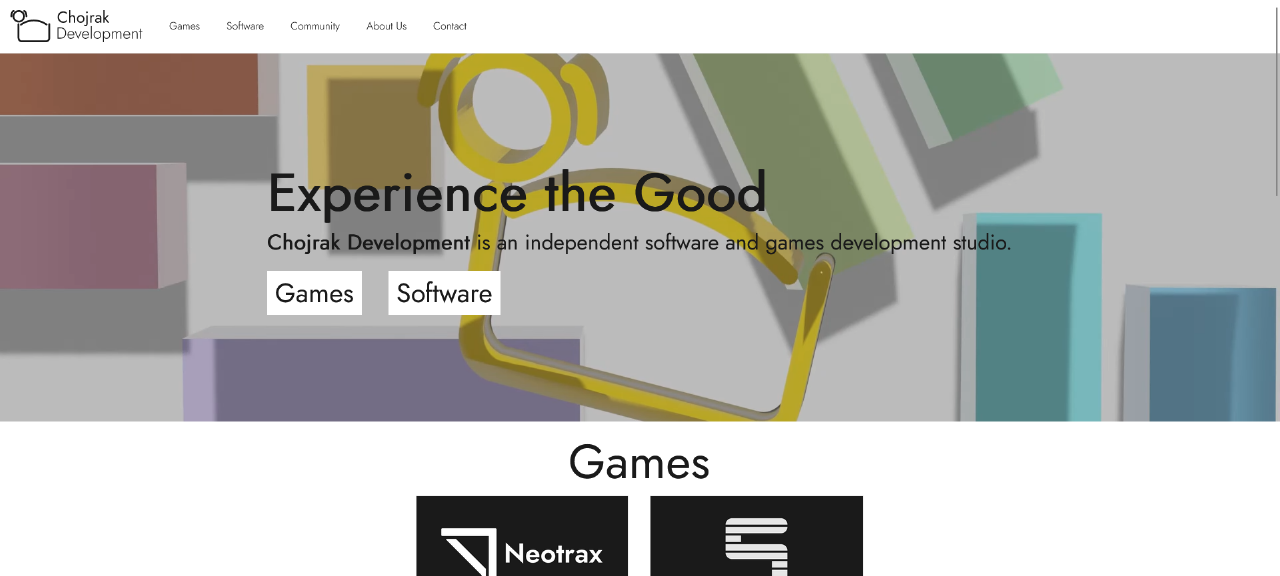 Chojrak
Development
Games Software Community About Us Contact
Experience the Good
Chojrak Development is an independent software and games development studio.
Games Software
Games
Neotrax